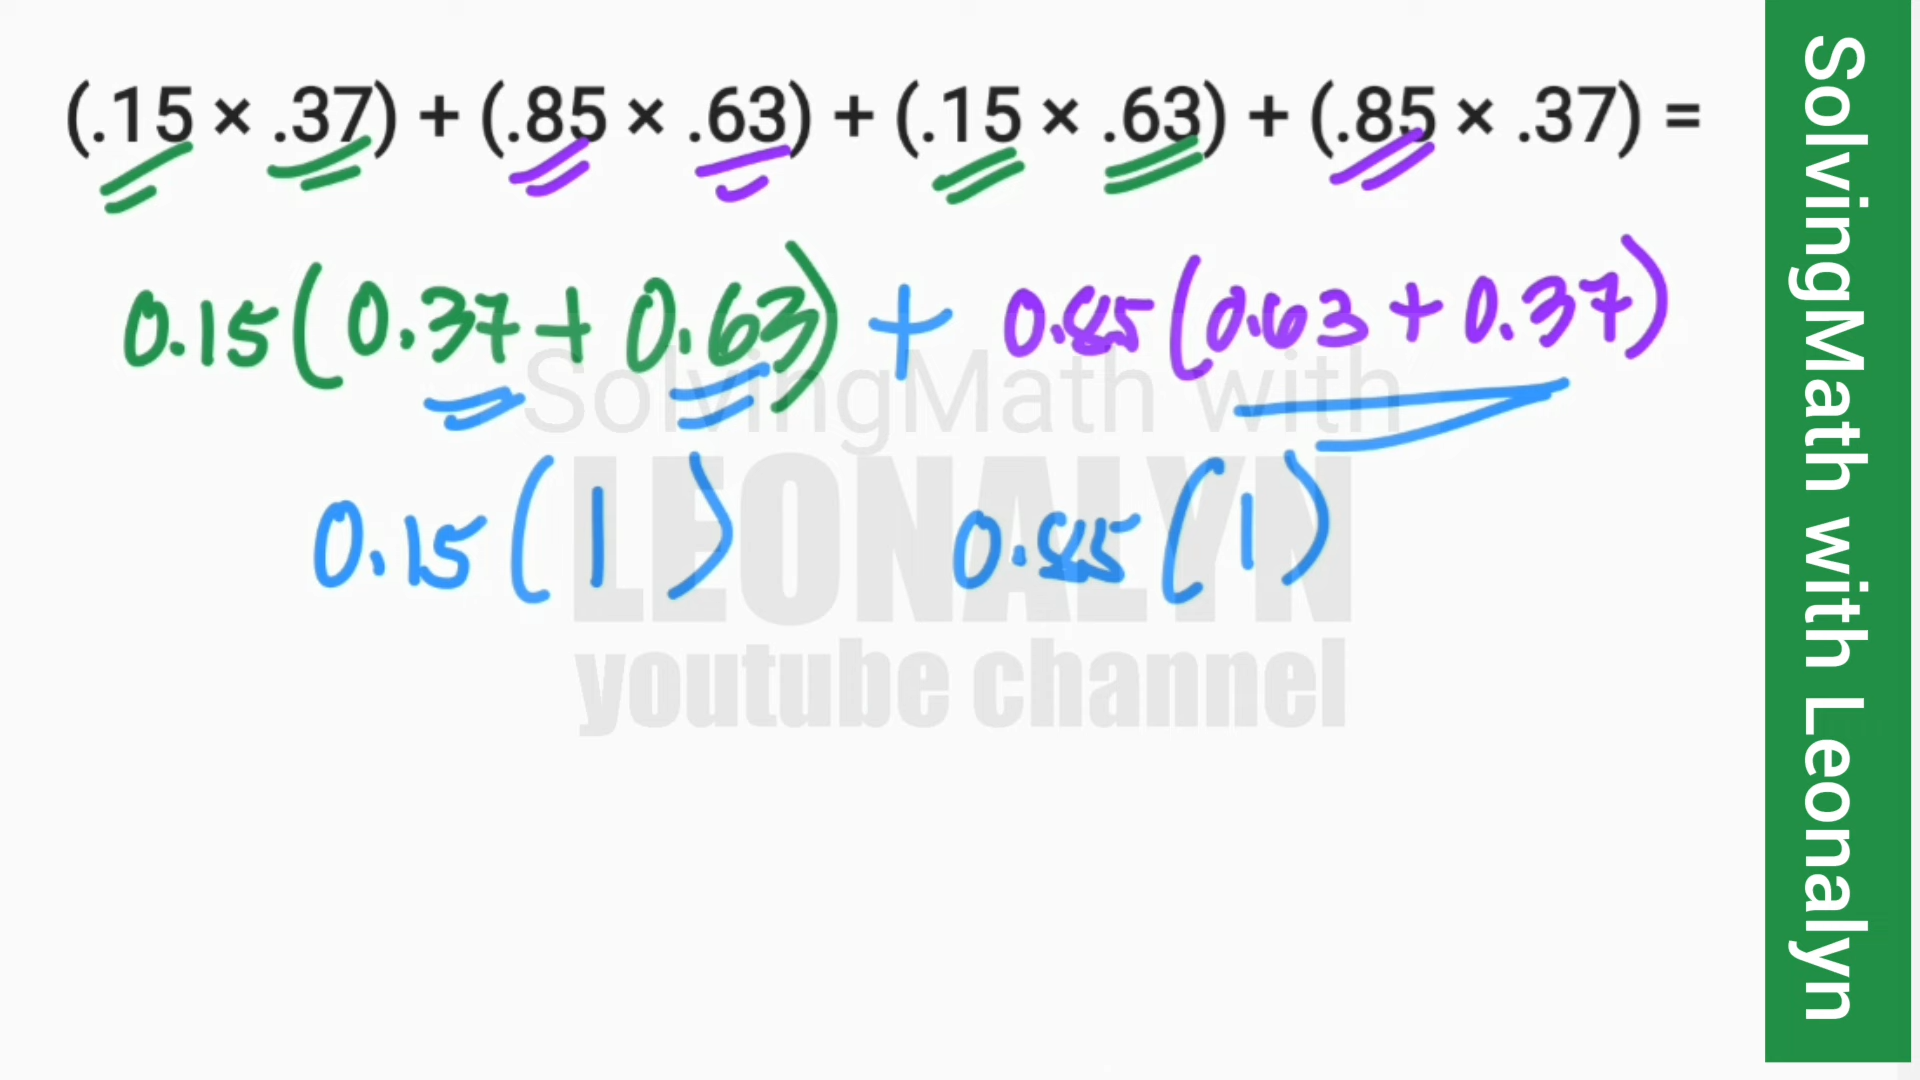 (.15 × .37) + (.85 × .63) + (.15 × .63) + (.85 × .37) =
0.15(0.37+0.63) + 0.85(0.63+0.37)
0.15(1) 0.85(1)
SolvingMath with
LEONALYN
youtube channel
SolvingMath with Leonalyn